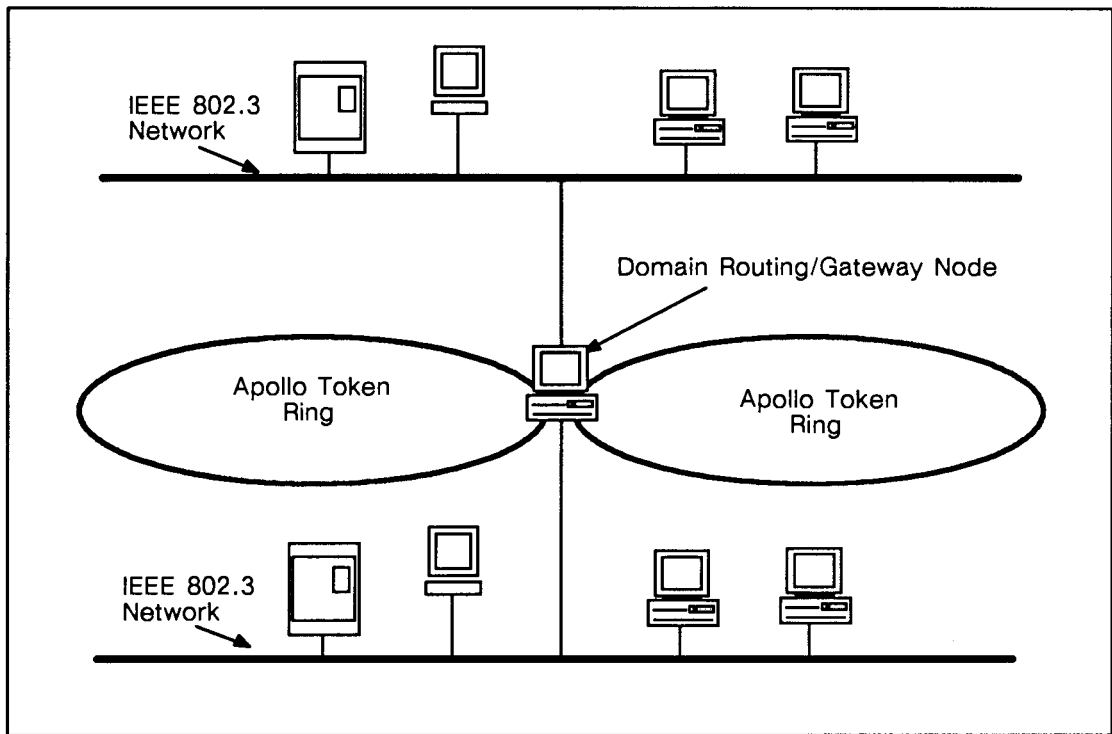 IEEE 802.3
Network
Domain Routing/Gateway Node
Apollo Token
Ring
Apollo Token
Ring
IEEE 802.3
Network